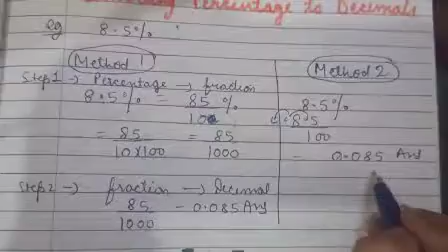 Percentage to Decimals
Eg 8.5%
Method 1
Step 1 → Percentage → fraction
8.5% = 85 %
10
= 85 = 85
10×100 1000
Step 2 → fraction → Decimal
85 = 0.085 Ans
1000
Method 2
8.5%
8.5
100
= 0.085 Ans